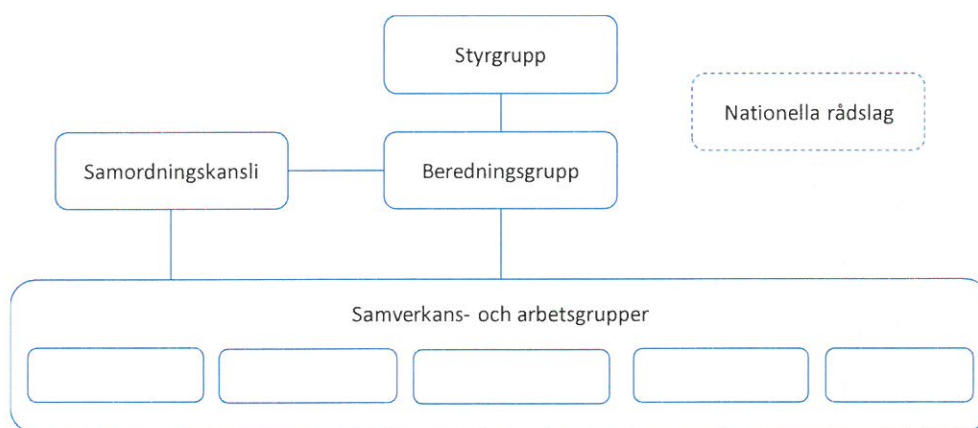 Styrgrupp
Nationella rådslag
Samordningskansli
Beredningsgrupp
Samverkans- och arbetsgrupper